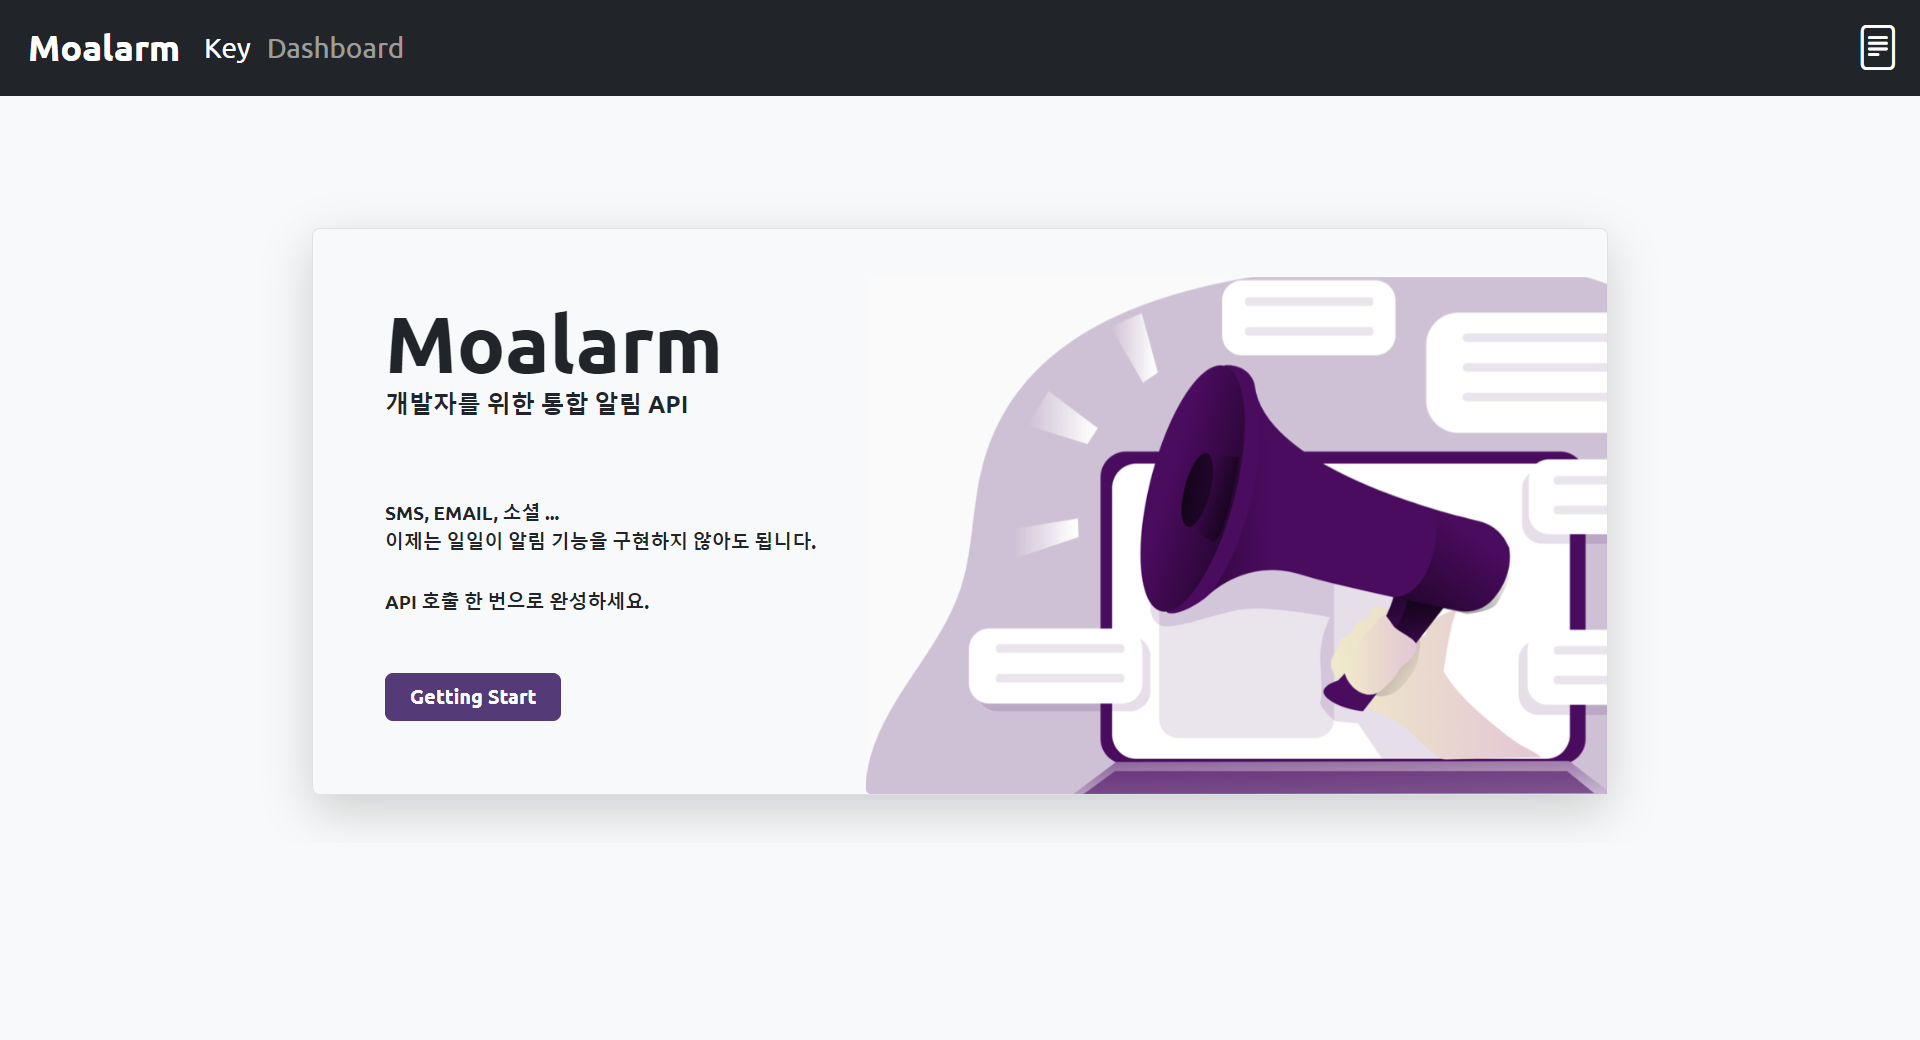 Moalarm Key Dashboard
Moalarm
개발자를 위한 통합 알림 API
SMS, EMAIL, 소셜 ...
이제는 일일이 알림 기능을 구현하지 않아도 됩니다.
API 호출 한 번으로 완성하세요.
Getting Start